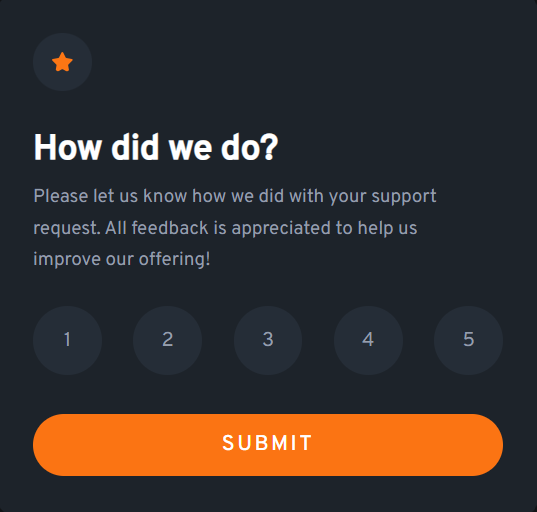 How did we do?
Please let us know how we did with your support
request. All feedback is appreciated to help us
improve our offering!
1 2 3 4 5
SUBMIT